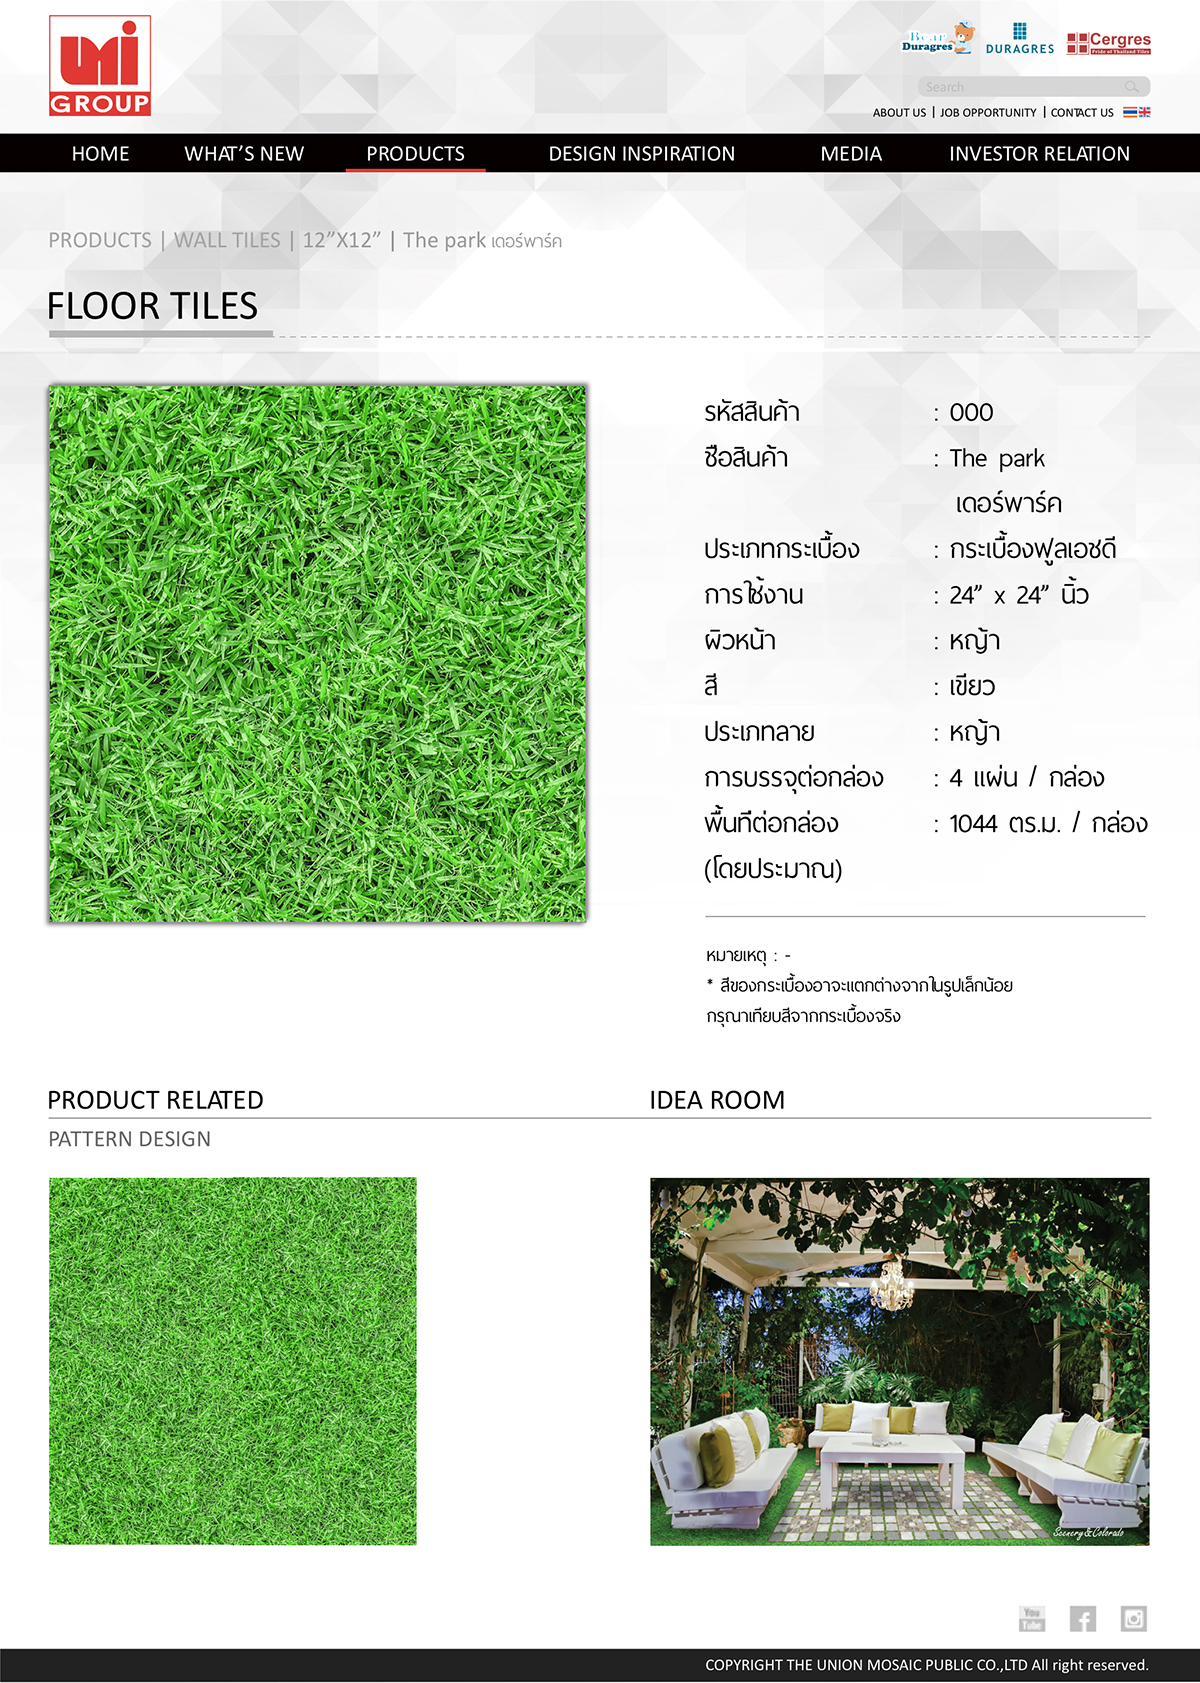 UMi
GROUP
Bear
Duragres
DURAGRES
Cergres
Pride of Thailand Tiles
Search
ABOUT US | JOB OPPORTUNITY | CONTACT US
HOME WHAT'S NEW PRODUCTS DESIGN INSPIRATION MEDIA INVESTOR RELATION
PRODUCTS | WALL TILES | 12”X12” | The park เดอร์พาร์ค
FLOOR TILES
รหัสสินค้า : 000
ชื่อสินค้า : The park
เดอร์พาร์ค
ประเภทกระเบื้อง : กระเบื้องฟูลเอชดี
การใช้งาน : 24” x 24” นิ้ว
ผิวหน้า : หญ้า
สี : เขียว
ประเภทลาย : หญ้า
การบรรจุต่อกล่อง : 4 แผ่น / กล่อง
พื้นที่ต่อกล่อง : 1044 ตร.ม. / กล่อง
(โดยประมาณ)
หมายเหตุ : -
* สีของกระเบื้องอาจะแตกต่างจากในรูปเล็กน้อย
กรุณาเทียบสีจากกระเบื้องจริง
PRODUCT RELATED
IDEA ROOM
PATTERN DESIGN
Scenery & Colorado
You
Tube
COPYRIGHT THE UNION MOSAIC PUBLIC CO.,LTD All right reserved.